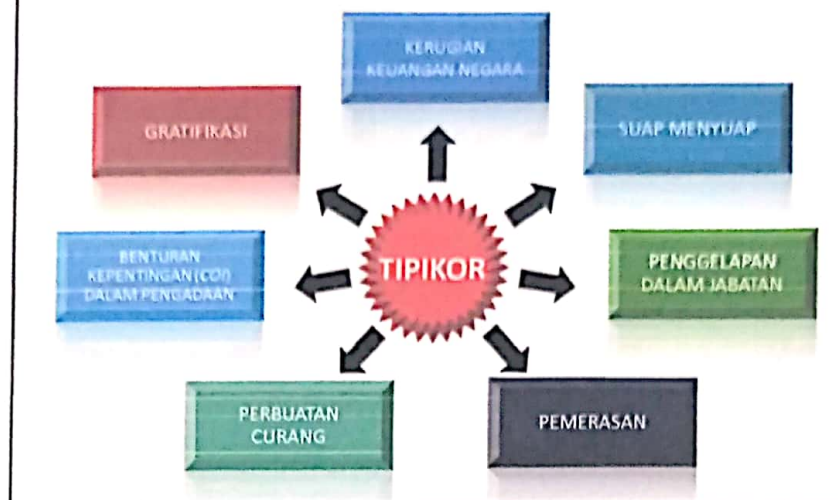 KERUGIAN
KEUANGAN NEGARA
GRATIFIKASI
SUAP MENYUAP
BENTURAN
KEPENTINGAN (COI)
DALAM PENGADAAN
TIPIKOR
PENGGELAPAN
DALAM JABATAN
PERBUATAN
CURANG
PEMERASAN